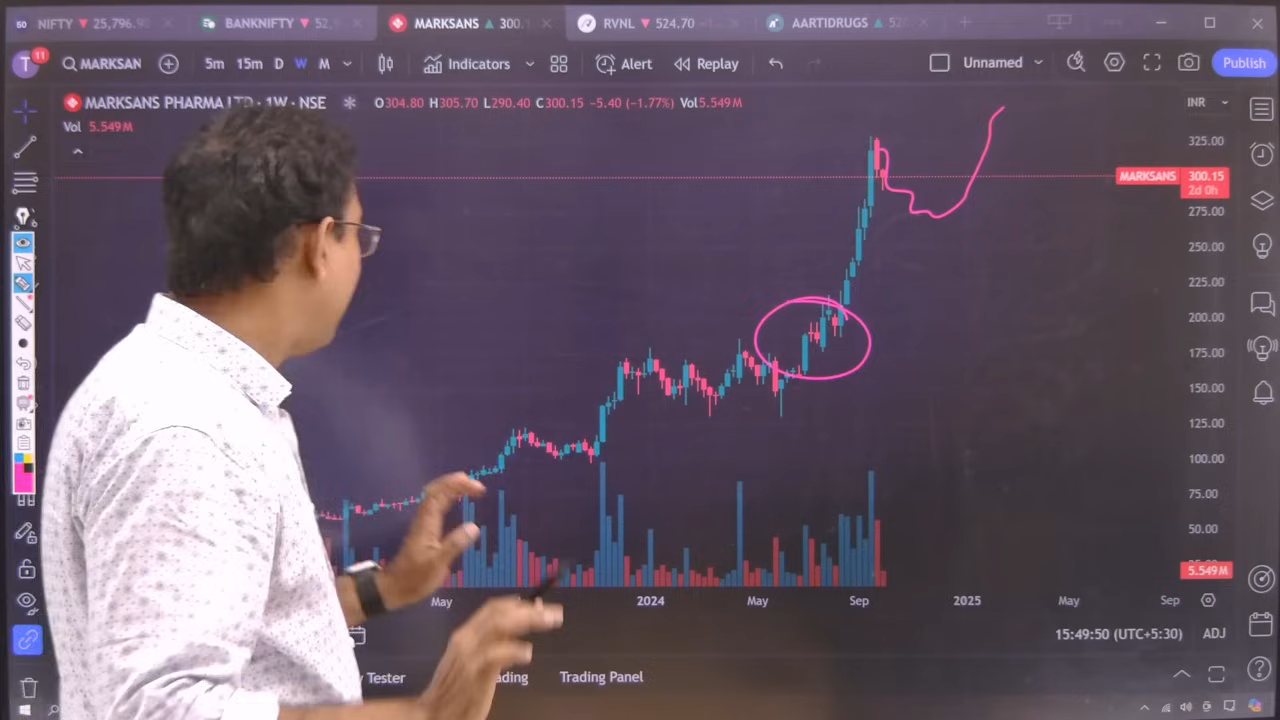 50 NIFTY ▼ 25,796.9
BANKNIFTY ▼ 52,
MARKSANS ▲ 300.1
RVNL ▼ 524.70
AARTIDRUGS ▲
T 11 MARKSAN 5m 15m D W M Indicators Alert Replay Unnamed Publish
MARKSANS PHARMA LTD · 1W · NSE O304.80 H305.70 L290.40 C300.15 -5.40 (-1.77%) Vol5.549M
INR
Vol 5.549M
325.00
MARKSANS 300.15
2d 0h
275.00
250.00
225.00
200.00
175.00
150.00
125.00
100.00
75.00
50.00
5.549M
May 2024 May Sep 2025 May Sep
15:49:50 (UTC+5:30) ADJ
Tester
Trading Panel